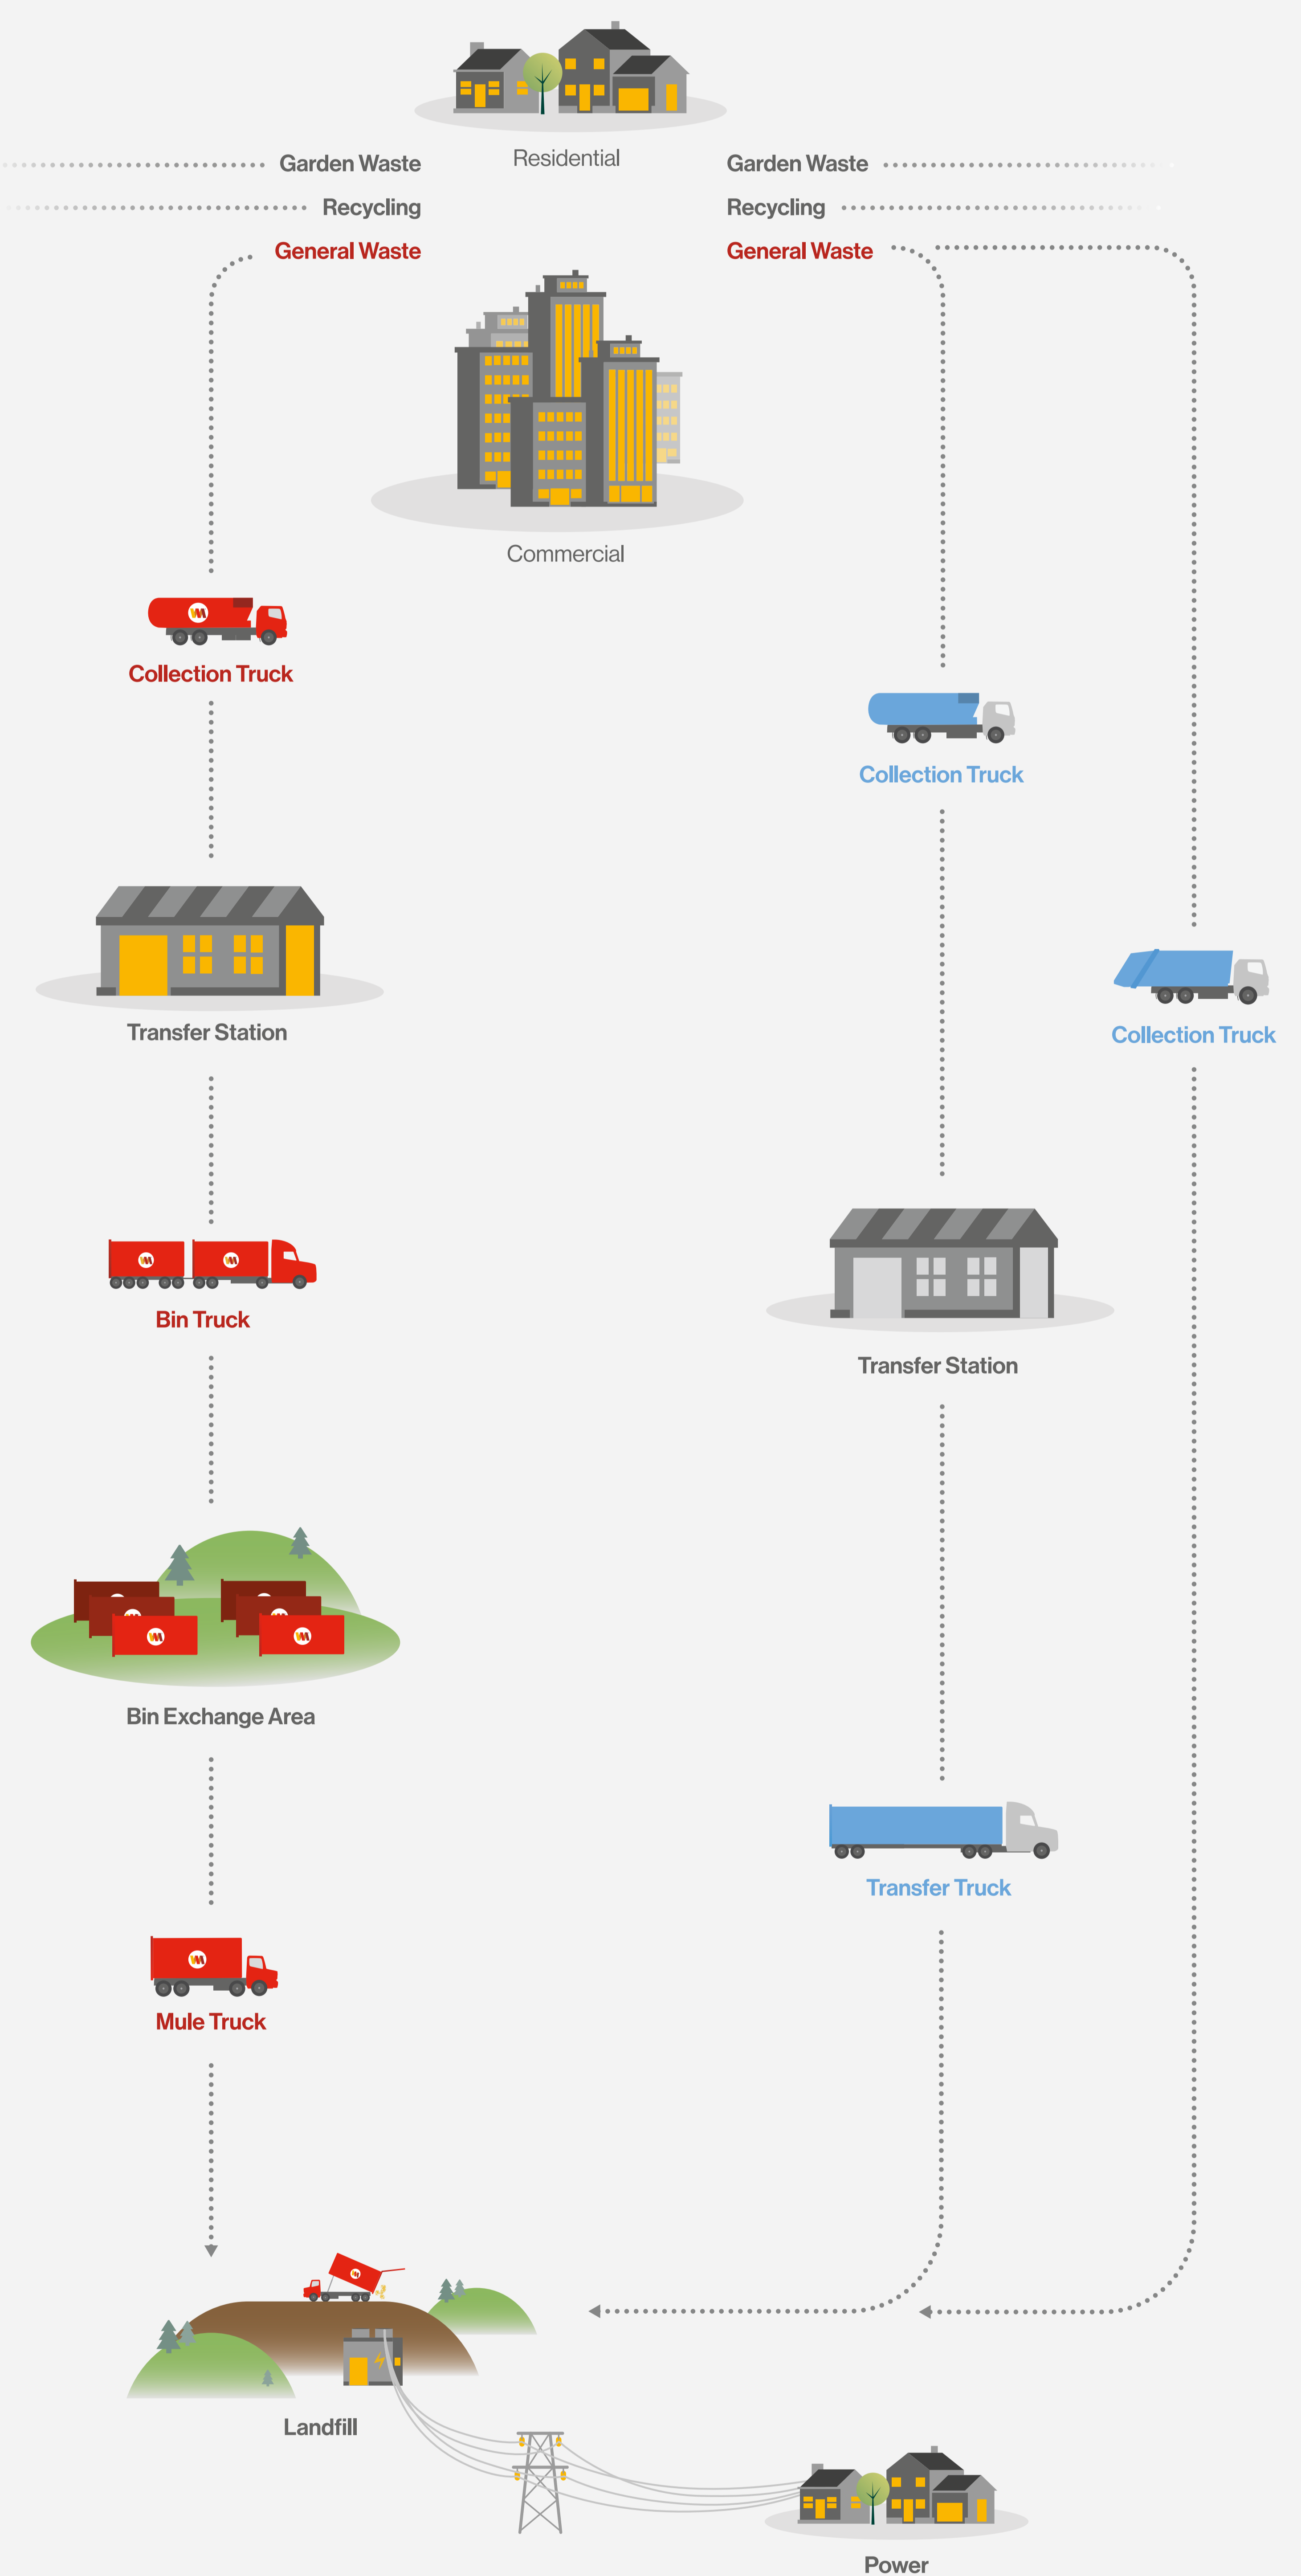 Residential
Garden Waste
Garden Waste
Recycling
Recycling
General Waste
General Waste
Commercial
Collection Truck
Collection Truck
Transfer Station
Collection Truck
Bin Truck
Transfer Station
Bin Exchange Area
Transfer Truck
Mule Truck
Landfill
Power